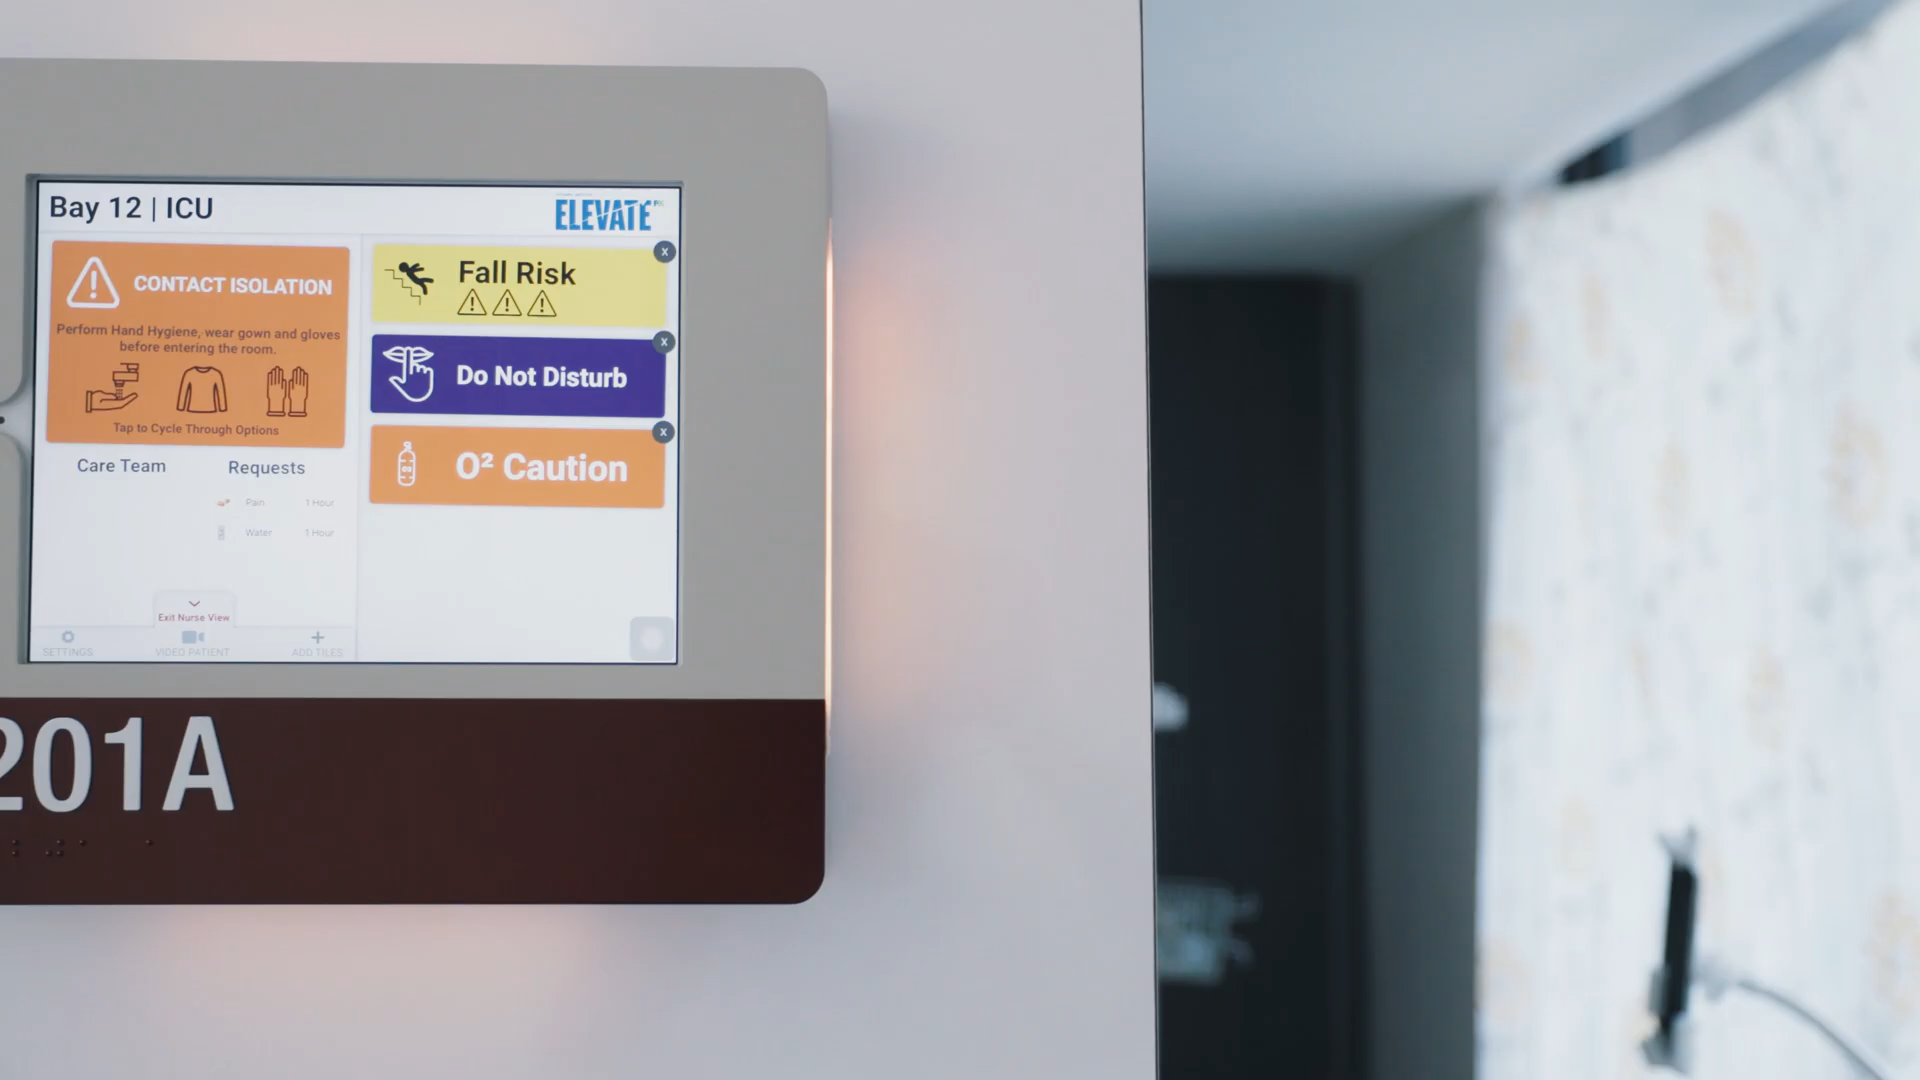 Bay 12 | ICU
ELEVATE
CONTACT ISOLATION
Perform Hand Hygiene, wear gown and gloves
before entering the room.
Tap to Cycle Through Options
Care Team
Requests
Pain 1 Hour
Water 1 Hour
Exit Nurse View
SETTINGS
VIDEO PATIENT
ADD TILES
x
Fall Risk
x
Do Not Disturb
x
O² Caution
201A